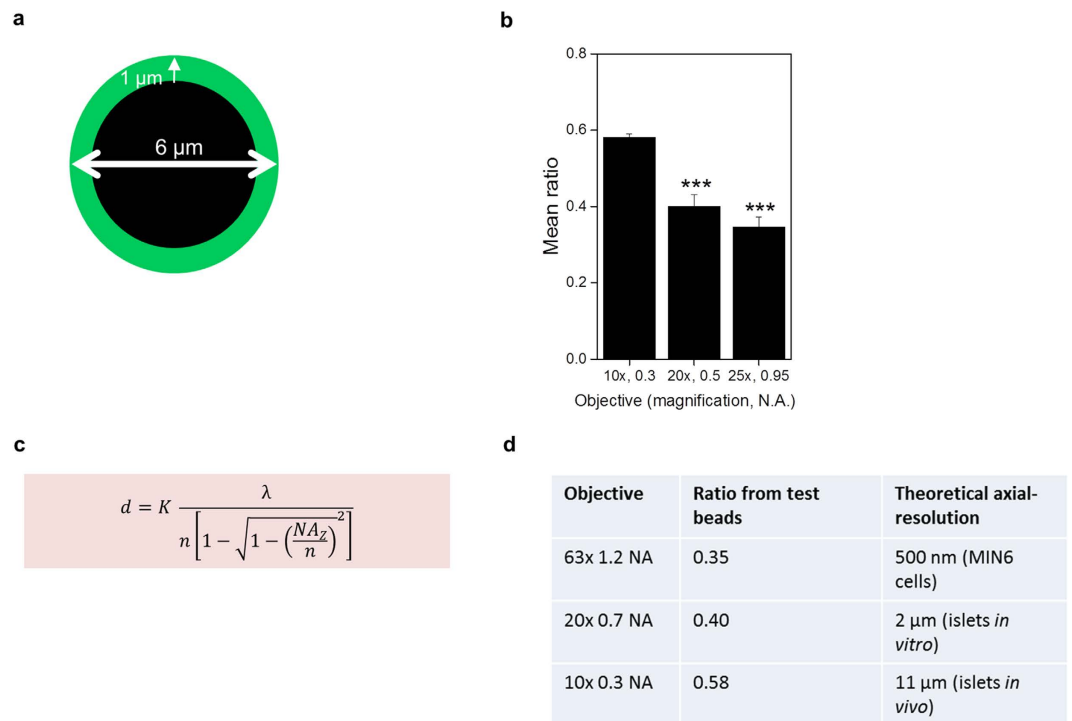 a
1 μm
6 μm
b
0.8
0.6
0.4
0.2
0.0
Mean ratio
***
***
10x, 0.3 20x, 0.5 25x, 0.95
Objective (magnification, N.A.)
c
d = K λ / n[1 − √(1 − (NA_Z/n)²)]
d
Objective Ratio from test beads Theoretical axial-resolution
63x 1.2 NA 0.35 500 nm (MIN6 cells)
20x 0.7 NA 0.40 2 μm (islets in vitro)
10x 0.3 NA 0.58 11 μm (islets in vivo)